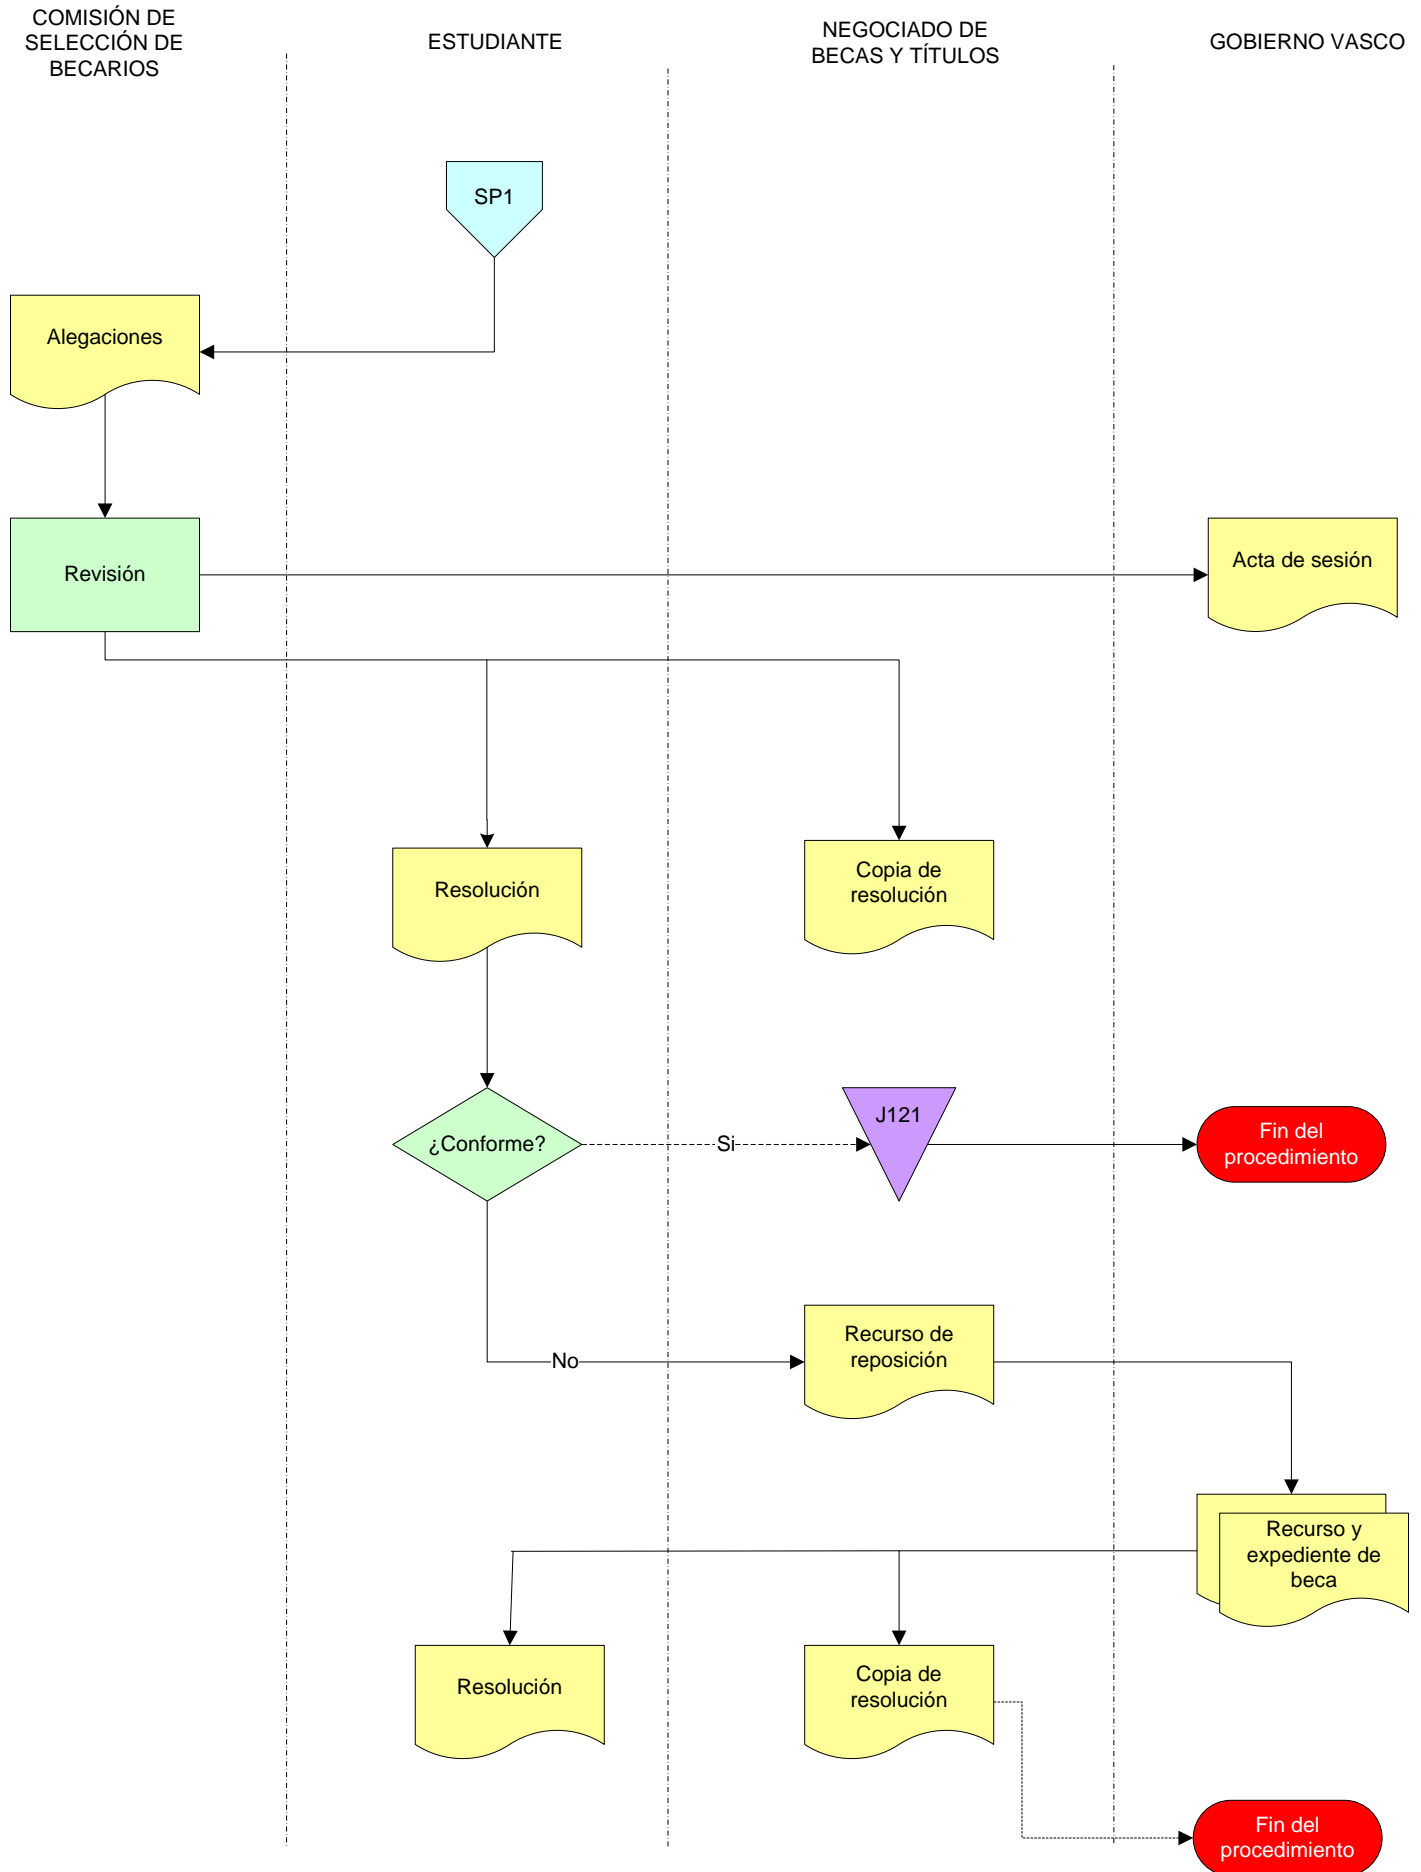 COMISIÓN DE
SELECCIÓN DE
BECARIOS
ESTUDIANTE
NEGOCIADO DE
BECAS Y TÍTULOS
GOBIERNO VASCO
SP1
Alegaciones
Revisión
Acta de sesión
Resolución
Copia de
resolución
¿Conforme?
Si
J121
Fin del
procedimiento
No
Recurso de
reposición
Recurso y
expediente de
beca
Resolución
Copia de
resolución
Fin del
procedimiento